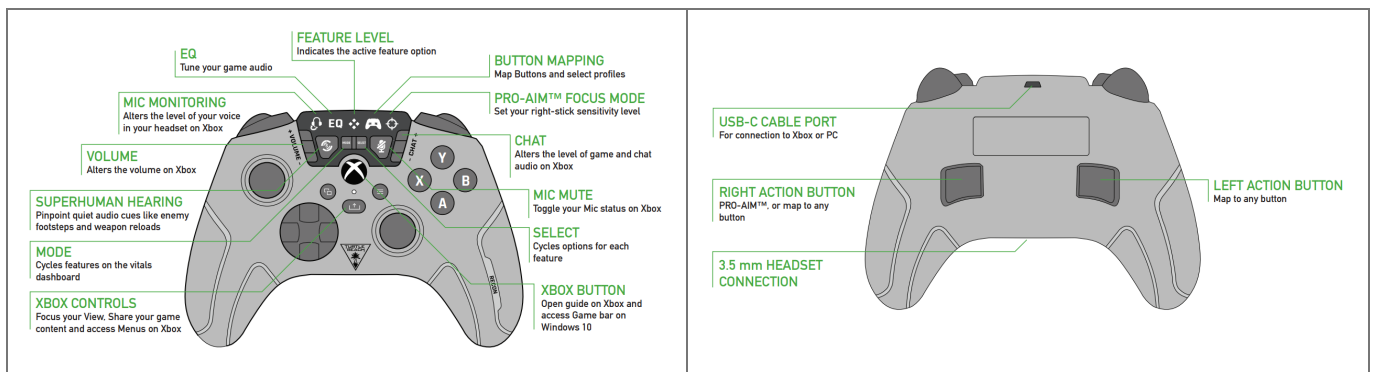 FEATURE LEVEL
Indicates the active feature option
EQ
Tune your game audio
BUTTON MAPPING
Map Buttons and select profiles
MIC MONITORING
Alters the level of your voice
in your headset on Xbox
PRO-AIM™ FOCUS MODE
Set your right-stick sensitivity level
EQ
+ VOLUME -
- CHAT +
MODE
SELECT
VOLUME
Alters the volume on Xbox
CHAT
Alters the level of game and chat
audio on Xbox
Y
X
B
A
SUPERHUMAN HEARING
Pinpoint quiet audio cues like enemy
footsteps and weapon reloads
MIC MUTE
Toggle your Mic status on Xbox
SELECT
Cycles options for each
feature
MODE
Cycles features on the vitals
dashboard
TURTLE
BEACH
RECON
XBOX CONTROLS
Focus your View, Share your game
content and access Menus on Xbox
XBOX BUTTON
Open guide on Xbox and
access Game bar on
Windows 10
USB-C CABLE PORT
For connection to Xbox or PC
RIGHT ACTION BUTTON
PRO-AIM™, or map to any
button
LEFT ACTION BUTTON
Map to any button
3.5 mm HEADSET
CONNECTION